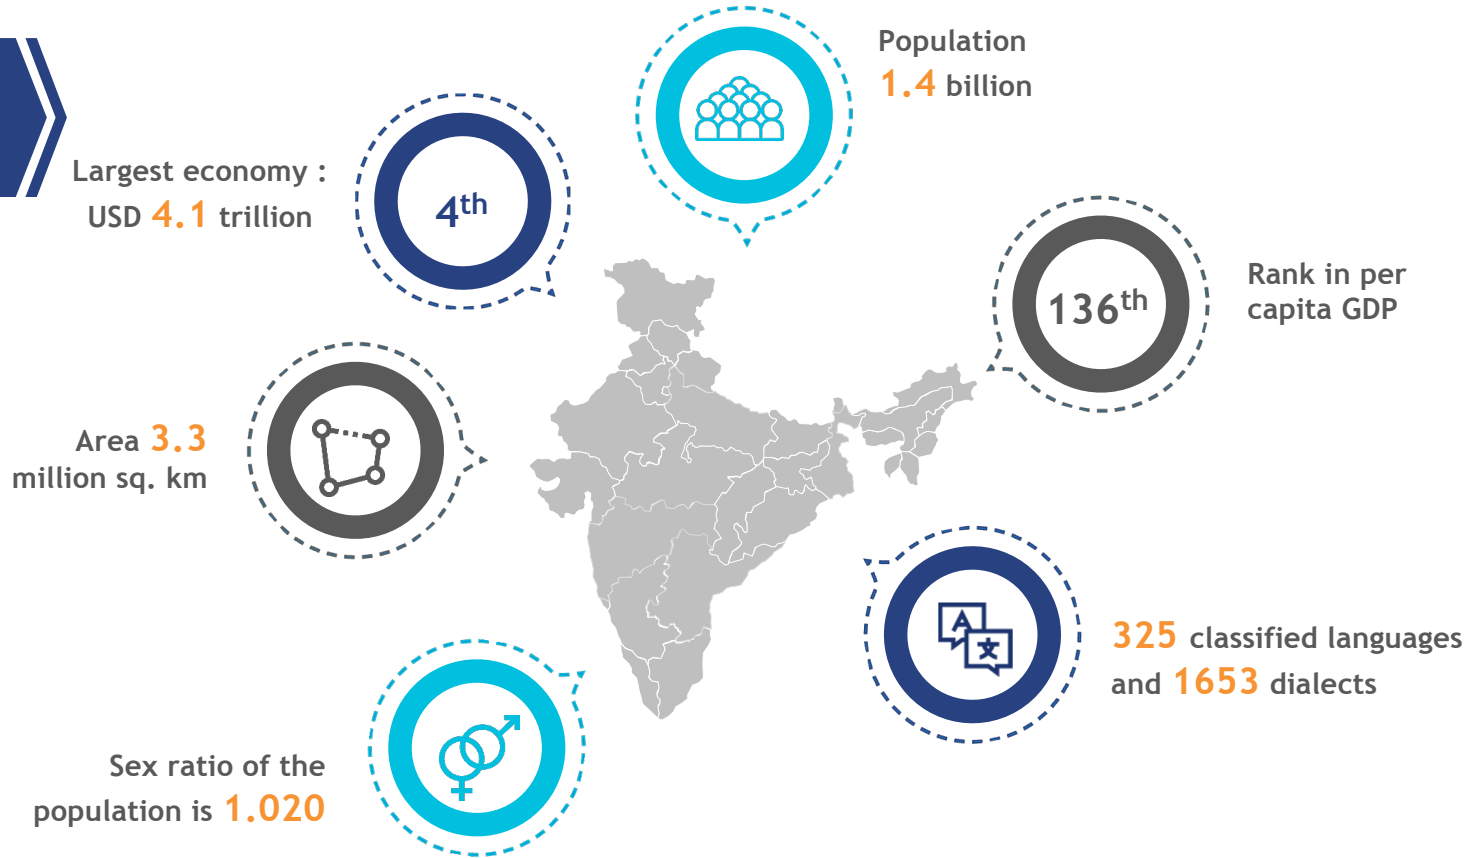 Population
1.4 billion
Largest economy :
USD 4.1 trillion
4th
Rank in per
capita GDP
136th
Area 3.3
million sq. km
A 文
325 classified languages
and 1653 dialects
Sex ratio of the
population is 1.020